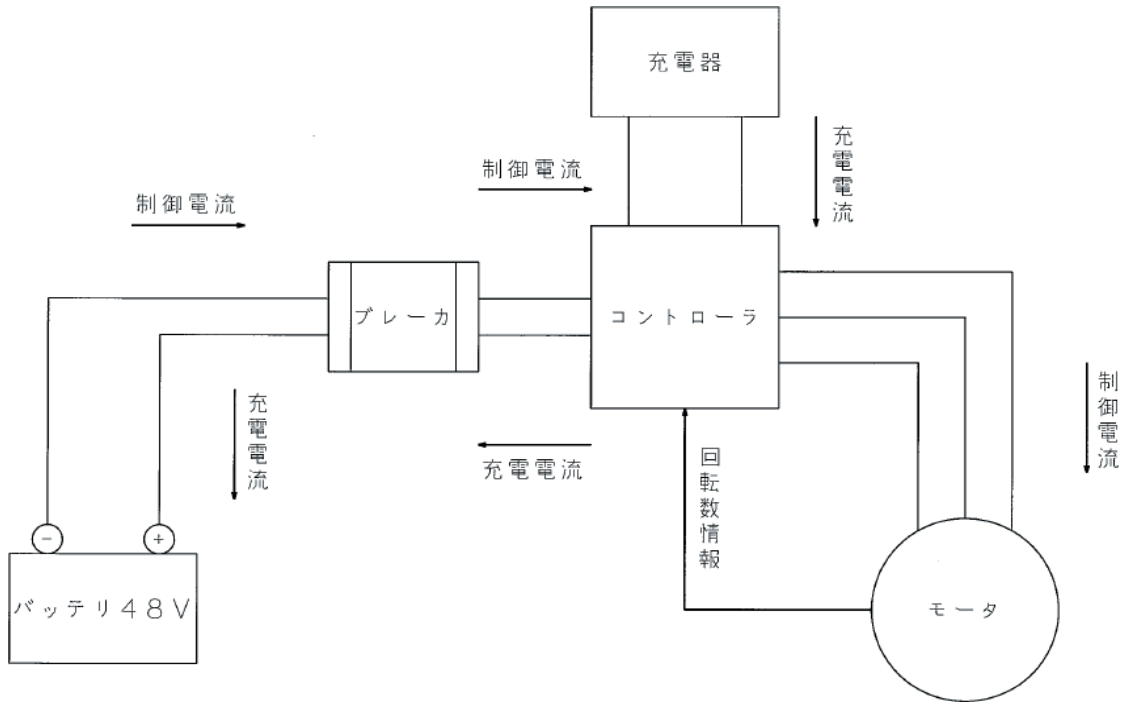 充電器
充電電流
制御電流
制御電流
ブレーカ
コントローラ
充電電流
制御電流
充電電流
回転数情報
－
＋
バッテリ４８Ｖ
モータ